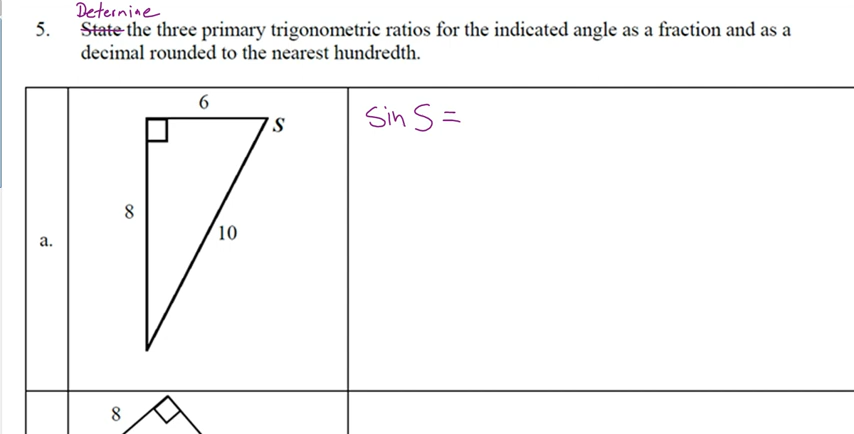 Determine
5. State the three primary trigonometric ratios for the indicated angle as a fraction and as a
decimal rounded to the nearest hundredth.
6
S
sin S =
8
10
a.
8